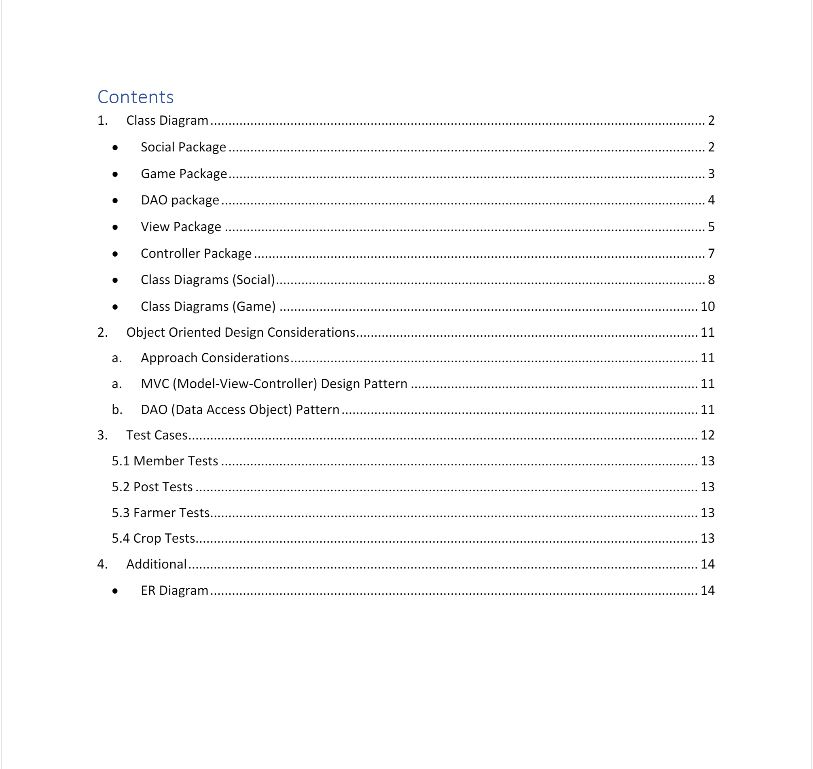 Contents
1. Class Diagram 2
• Social Package 2
• Game Package 3
• DAO package 4
• View Package 5
• Controller Package 7
• Class Diagrams (Social) 8
• Class Diagrams (Game) 10
2. Object Oriented Design Considerations 11
a. Approach Considerations 11
a. MVC (Model-View-Controller) Design Pattern 11
b. DAO (Data Access Object) Pattern 11
3. Test Cases 12
5.1 Member Tests 13
5.2 Post Tests 13
5.3 Farmer Tests 13
5.4 Crop Tests 13
4. Additional 14
• ER Diagram 14